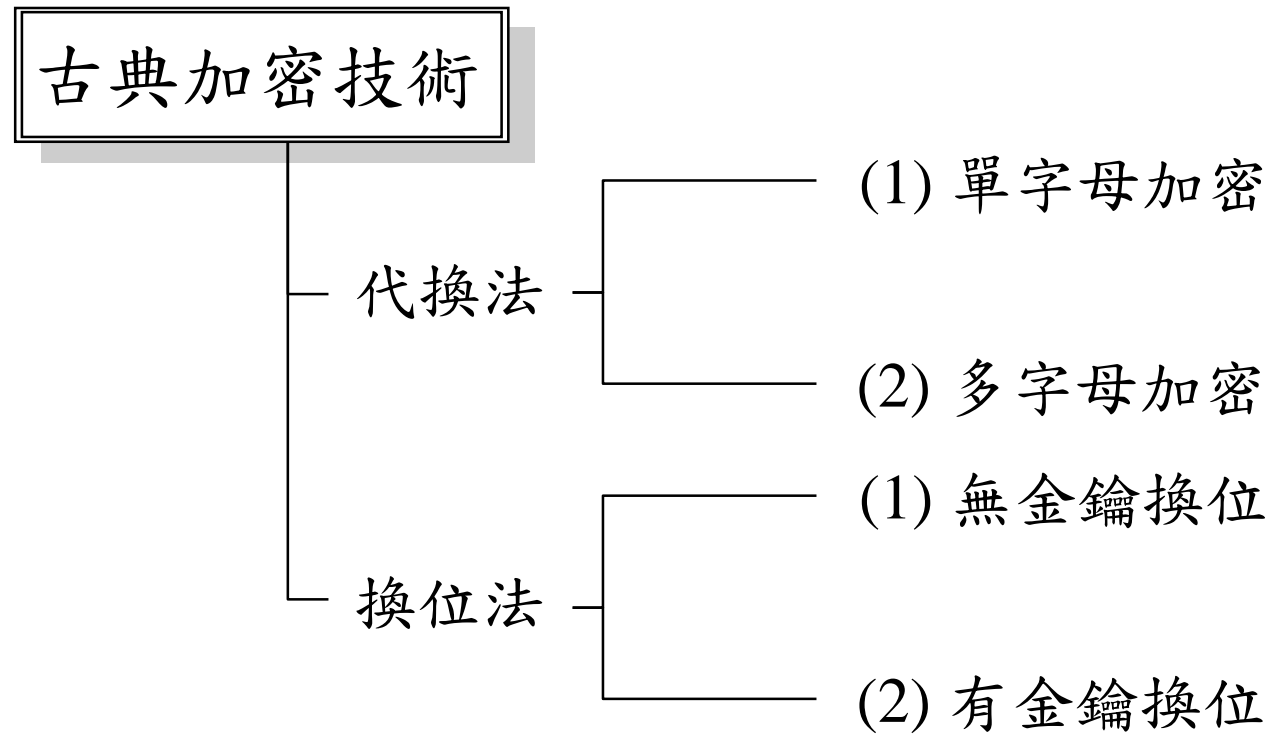 古典加密技術
代換法
(1) 單字母加密
(2) 多字母加密
換位法
(1) 無金鑰換位
(2) 有金鑰換位